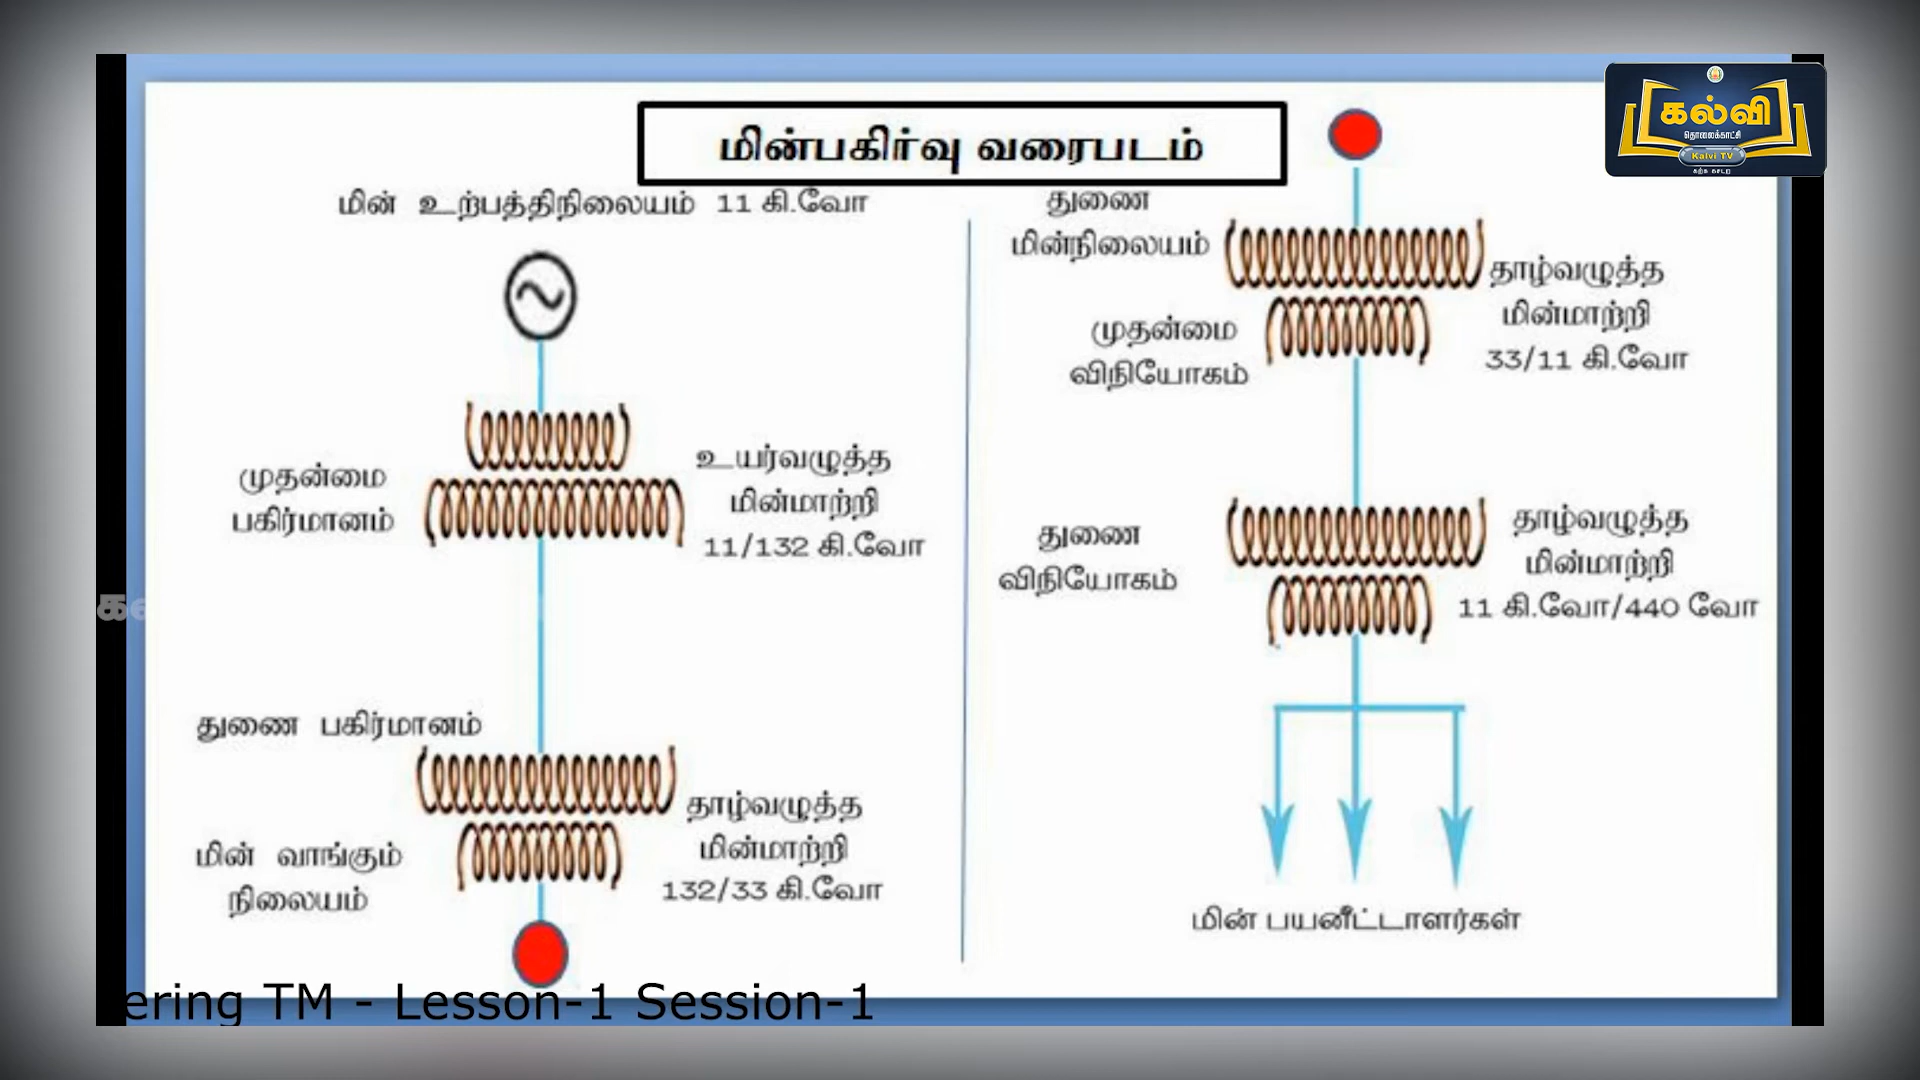 மின்பகிர்வு வரைபடம்
மின் உற்பத்திநிலையம் 11 கி.வோ
முதன்மை
பகிர்மானம்
உயர்வழுத்த
மின்மாற்றி
11/132 கி.வோ
துணை பகிர்மானம்
மின் வாங்கும்
நிலையம்
தாழ்வழுத்த
மின்மாற்றி
132/33 கி.வோ
துணை
மின்நிலையம்
முதன்மை
விநியோகம்
தாழ்வழுத்த
மின்மாற்றி
33/11 கி.வோ
துணை
விநியோகம்
தாழ்வழுத்த
மின்மாற்றி
11 கி.வோ/440 வோ
மின் பயனீட்டாளர்கள்
கல்வி
தொலைக்காட்சி
Kalvi TV
கற்க கசடற
ering TM - Lesson-1 Session-1